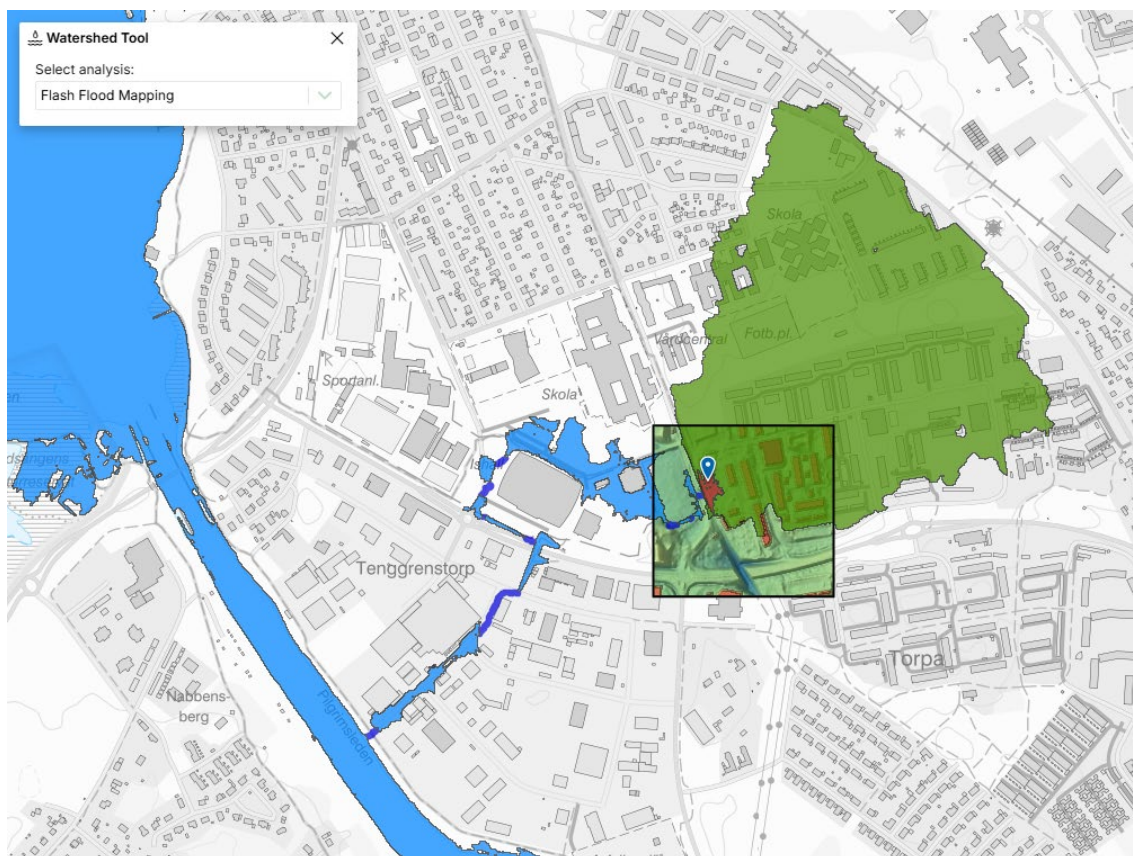 Watershed Tool
Select analysis:
Flash Flood Mapping
Skola
Fotb.pl.
Vårdcentral
Sportanl.
Skola
Tenggrenstorp
Torpa
Nabbens-
berg
Pilgrimsleden